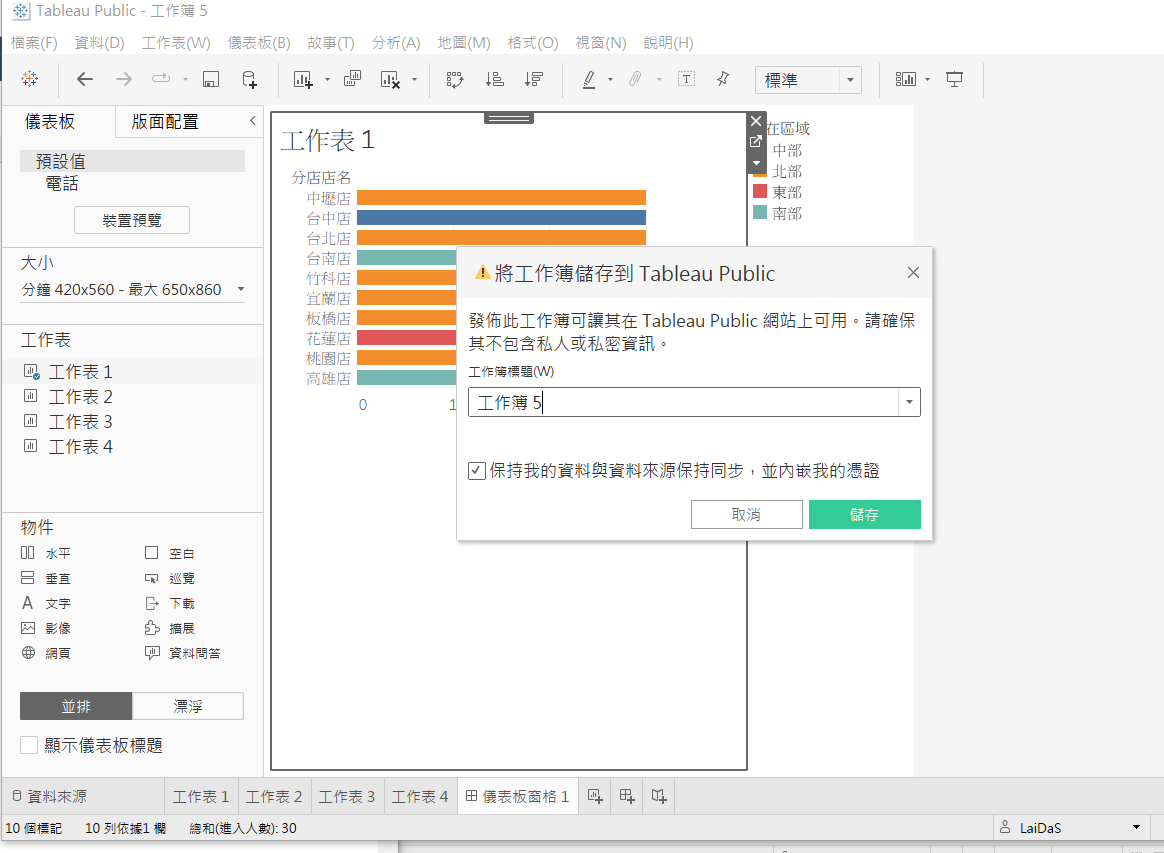 Tableau Public - 工作簿 5
檔案(F) 資料(D) 工作表(W) 儀表板(B) 故事(T) 分析(A) 地圖(M) 格式(O) 視窗(N) 說明(H)
標準
儀表板 版面配置
預設值
電話
裝置預覽
大小
分鐘 420x560 - 最大 650x860
工作表
工作表 1
工作表 2
工作表 3
工作表 4
物件
水平 空白
垂直 巡覽
文字 下載
影像 擴展
網頁 資料問答
並排 漂浮
顯示儀表板標題
工作表 1
分店店名
中壢店
台中店
台北店
台南店
竹科店
宜蘭店
板橋店
花蓮店
桃園店
高雄店
0 1
在區域
中部
北部
東部
南部
將工作簿儲存到 Tableau Public
發佈此工作簿可讓其在 Tableau Public 網站上可用。請確保
其不包含私人或私密資訊。
工作簿標題(W)
工作簿 5
保持我的資料與資料來源保持同步，並內嵌我的憑證
取消 儲存
資料來源 工作表 1 工作表 2 工作表 3 工作表 4 儀表板窗格 1
10 個標記 10 列依據1 欄 總和(進入人數): 30 LaiDaS